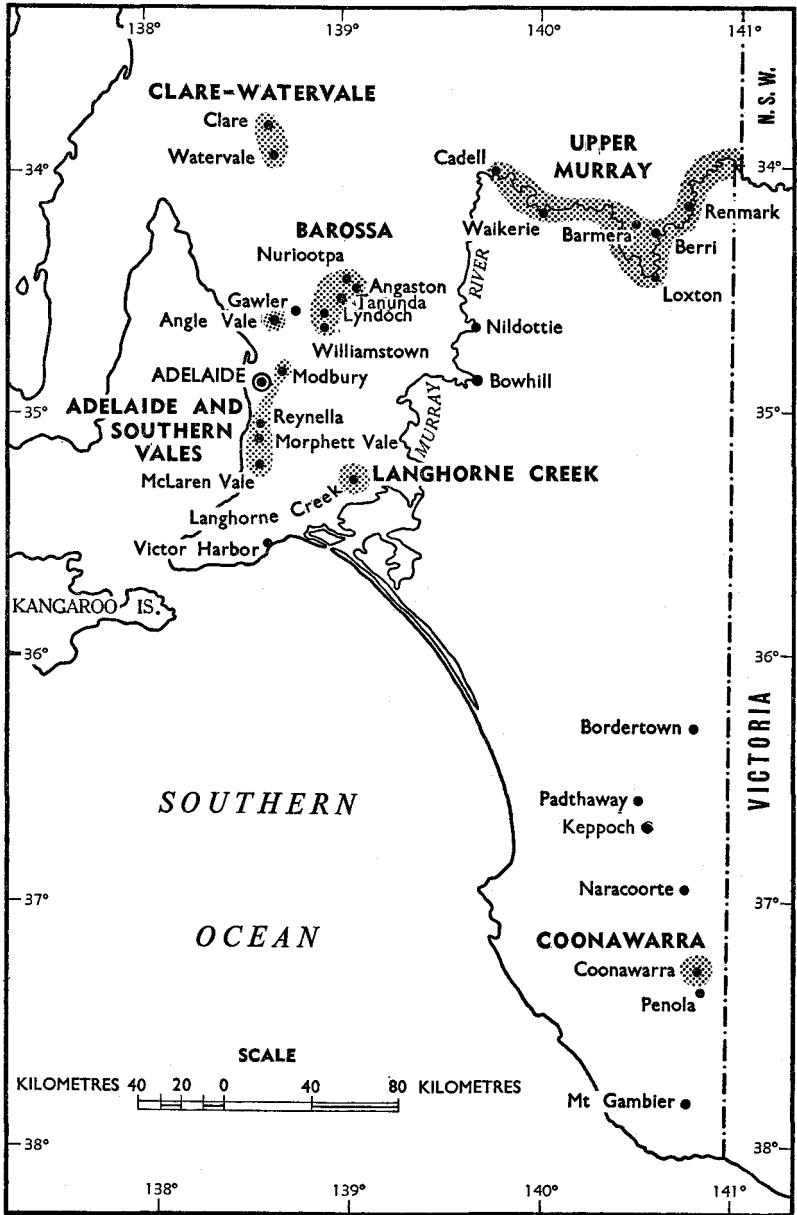 138° 139° 140° 141°
N.S.W.
CLARE-WATERVALE
Clare
Watervale
34°
Cadell
UPPER
MURRAY
34°
Waikerie
Barmera
Renmark
Berri
Loxton
BAROSSA
Nuriootpa
Angaston
Tanunda
Lyndoch
Williamstown
Gawler
Angle Vale
RIVER
Nildottie
Bowhill
MURRAY
ADELAIDE
Modbury
35°
ADELAIDE AND
SOUTHERN
VALES
35°
Reynella
Morphett Vale
McLaren Vale
LANGHORNE CREEK
Langhorne Creek
Victor Harbor
KANGAROO IS.
36°
36°
VICTORIA
Bordertown
SOUTHERN
Padthaway
Keppoch
37°
Naracoorte
37°
OCEAN
COONAWARRA
Coonawarra
Penola
SCALE
KILOMETRES 40 20 0 40 80 KILOMETRES
Mt Gambier
38°
38°
138° 139° 140° 141°